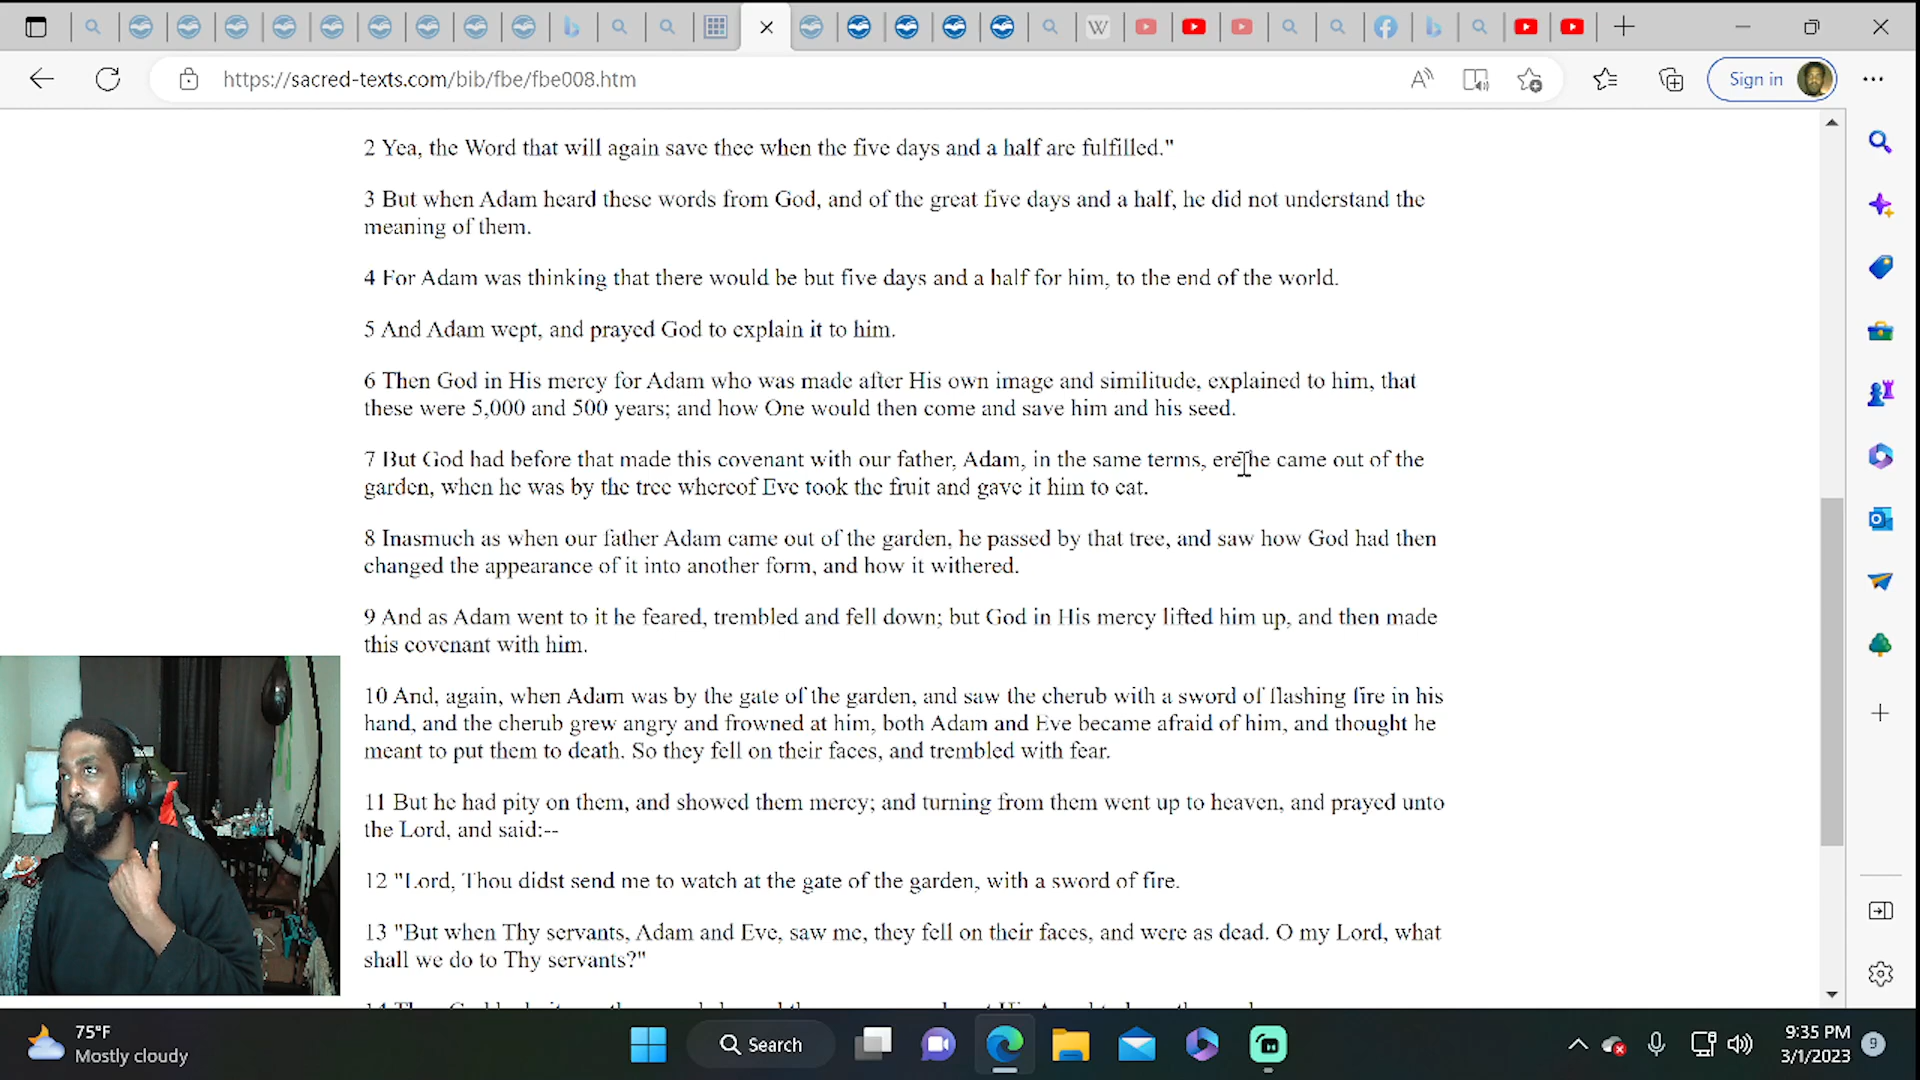 https://sacred-texts.com/bib/fbe/fbe008.htm
Sign in
2 Yea, the Word that will again save thee when the five days and a half are fulfilled."
3 But when Adam heard these words from God, and of the great five days and a half, he did not understand the
meaning of them.
4 For Adam was thinking that there would be but five days and a half for him, to the end of the world.
5 And Adam wept, and prayed God to explain it to him.
6 Then God in His mercy for Adam who was made after His own image and similitude, explained to him, that
these were 5,000 and 500 years; and how One would then come and save him and his seed.
7 But God had before that made this covenant with our father, Adam, in the same terms, ere he came out of the
garden, when he was by the tree whereof Eve took the fruit and gave it him to eat.
8 Inasmuch as when our father Adam came out of the garden, he passed by that tree, and saw how God had then
changed the appearance of it into another form, and how it withered.
9 And as Adam went to it he feared, trembled and fell down; but God in His mercy lifted him up, and then made
this covenant with him.
10 And, again, when Adam was by the gate of the garden, and saw the cherub with a sword of flashing fire in his
hand, and the cherub grew angry and frowned at him, both Adam and Eve became afraid of him, and thought he
meant to put them to death. So they fell on their faces, and trembled with fear.
11 But he had pity on them, and showed them mercy; and turning from them went up to heaven, and prayed unto
the Lord, and said:--
12 "Lord, Thou didst send me to watch at the gate of the garden, with a sword of fire.
13 "But when Thy servants, Adam and Eve, saw me, they fell on their faces, and were as dead. O my Lord, what
shall we do to Thy servants?"
75°F
Mostly cloudy
Search
9:35 PM
3/1/2023
9